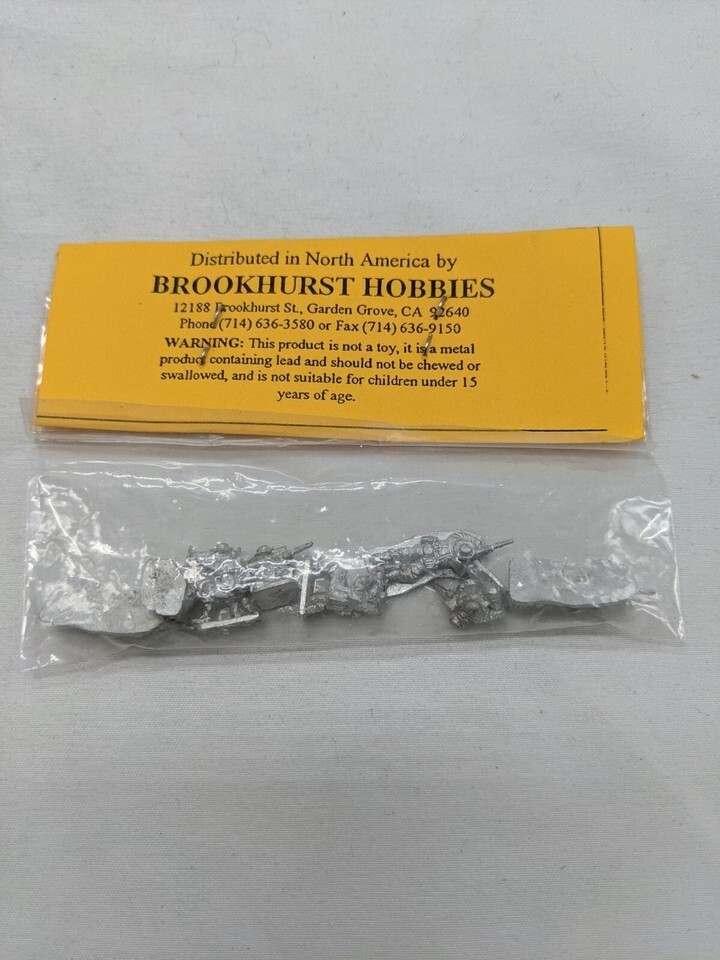 Distributed in North America by
BROOKHURST HOBBIES
12188 Brookhurst St., Garden Grove, CA 92640
Phone (714) 636-3580 or Fax (714) 636-9150
WARNING: This product is not a toy, it is a metal
product containing lead and should not be chewed or
swallowed, and is not suitable for children under 15
years of age.